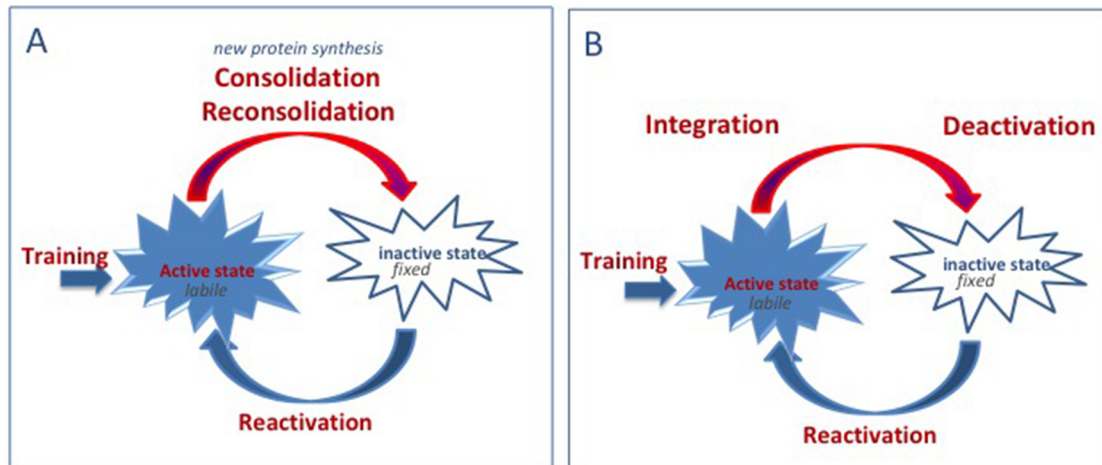 A
new protein synthesis
Consolidation
Reconsolidation
Training
Active state
labile
inactive state
fixed
Reactivation
B
Integration
Deactivation
Training
Active state
labile
inactive state
fixed
Reactivation